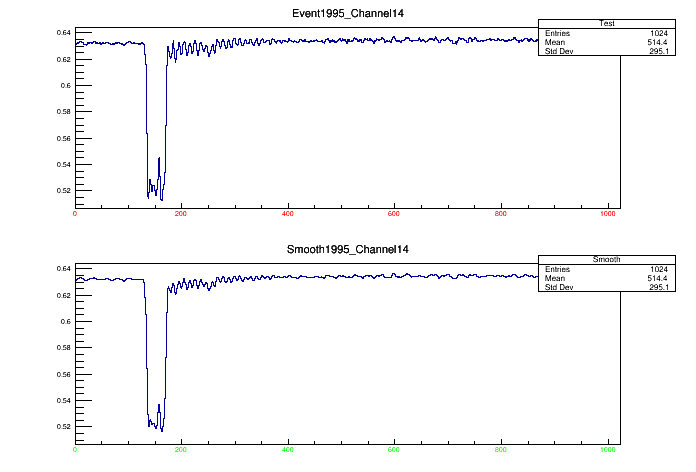 Event1995_Channel14
Test
Entries 1024
Mean 514.4
Std Dev 295.1
0.64
0.62
0.6
0.58
0.56
0.54
0.52
0 200 400 600 800 1000
Smooth1995_Channel14
Smooth
Entries 1024
Mean 514.4
Std Dev 295.1
0.64
0.62
0.6
0.58
0.56
0.54
0.52
0 200 400 600 800 1000